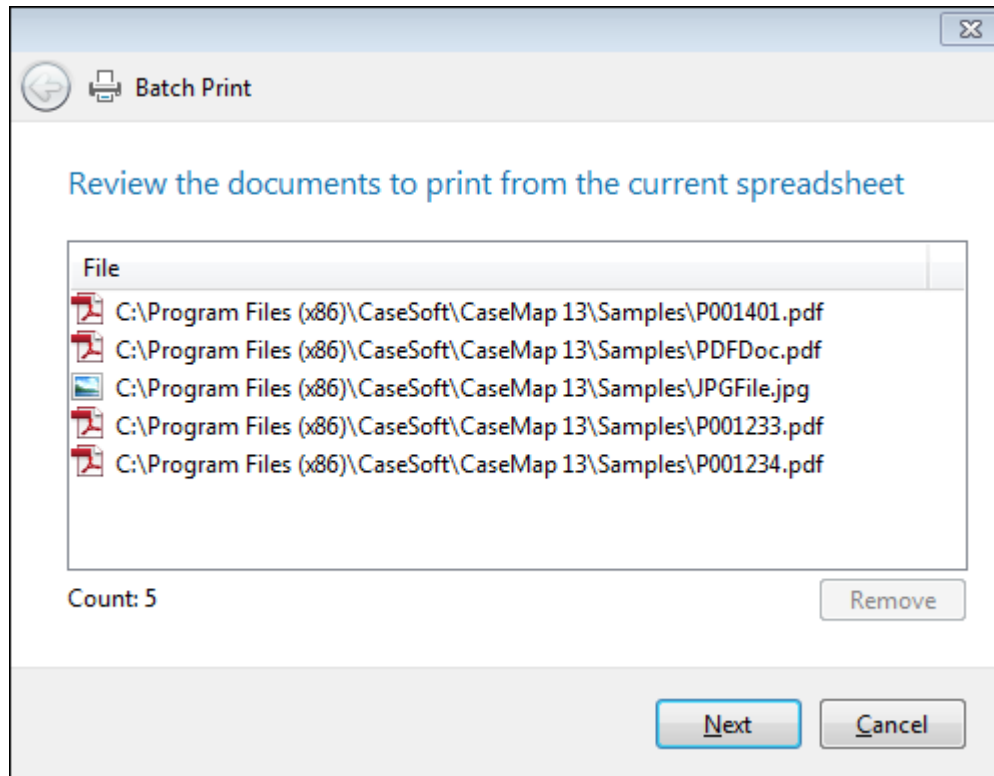 Batch Print
Review the documents to print from the current spreadsheet
File
C:\Program Files (x86)\CaseSoft\CaseMap 13\Samples\P001401.pdf
C:\Program Files (x86)\CaseSoft\CaseMap 13\Samples\PDFDoc.pdf
C:\Program Files (x86)\CaseSoft\CaseMap 13\Samples\JPGFile.jpg
C:\Program Files (x86)\CaseSoft\CaseMap 13\Samples\P001233.pdf
C:\Program Files (x86)\CaseSoft\CaseMap 13\Samples\P001234.pdf
Count: 5
Remove
Next
Cancel